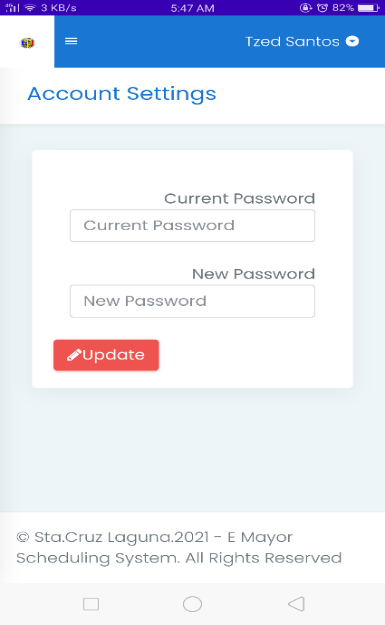 3 KB/s 5:47 AM 82%
Tzed Santos
Account Settings
Current Password
Current Password
New Password
New Password
Update
© Sta.Cruz Laguna.2021 - E Mayor
Scheduling System. All Rights Reserved